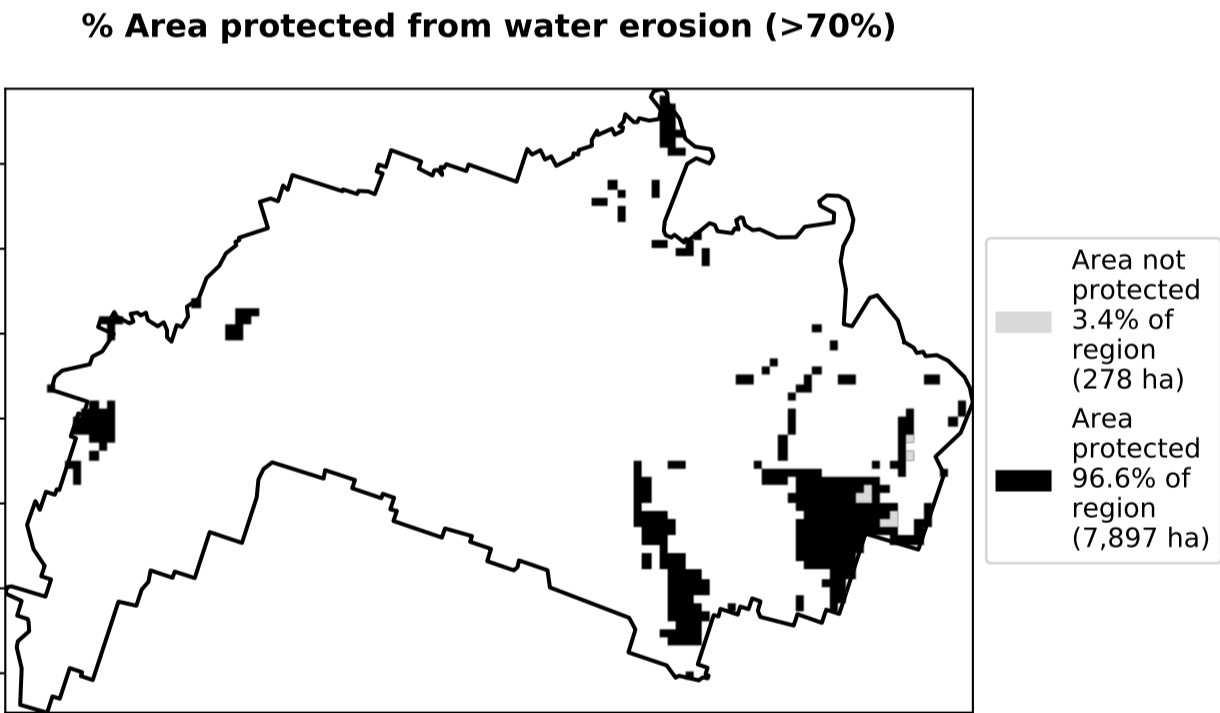 % Area protected from water erosion (>70%)
Area not
protected
3.4% of
region
(278 ha)
Area
protected
96.6% of
region
(7,897 ha)